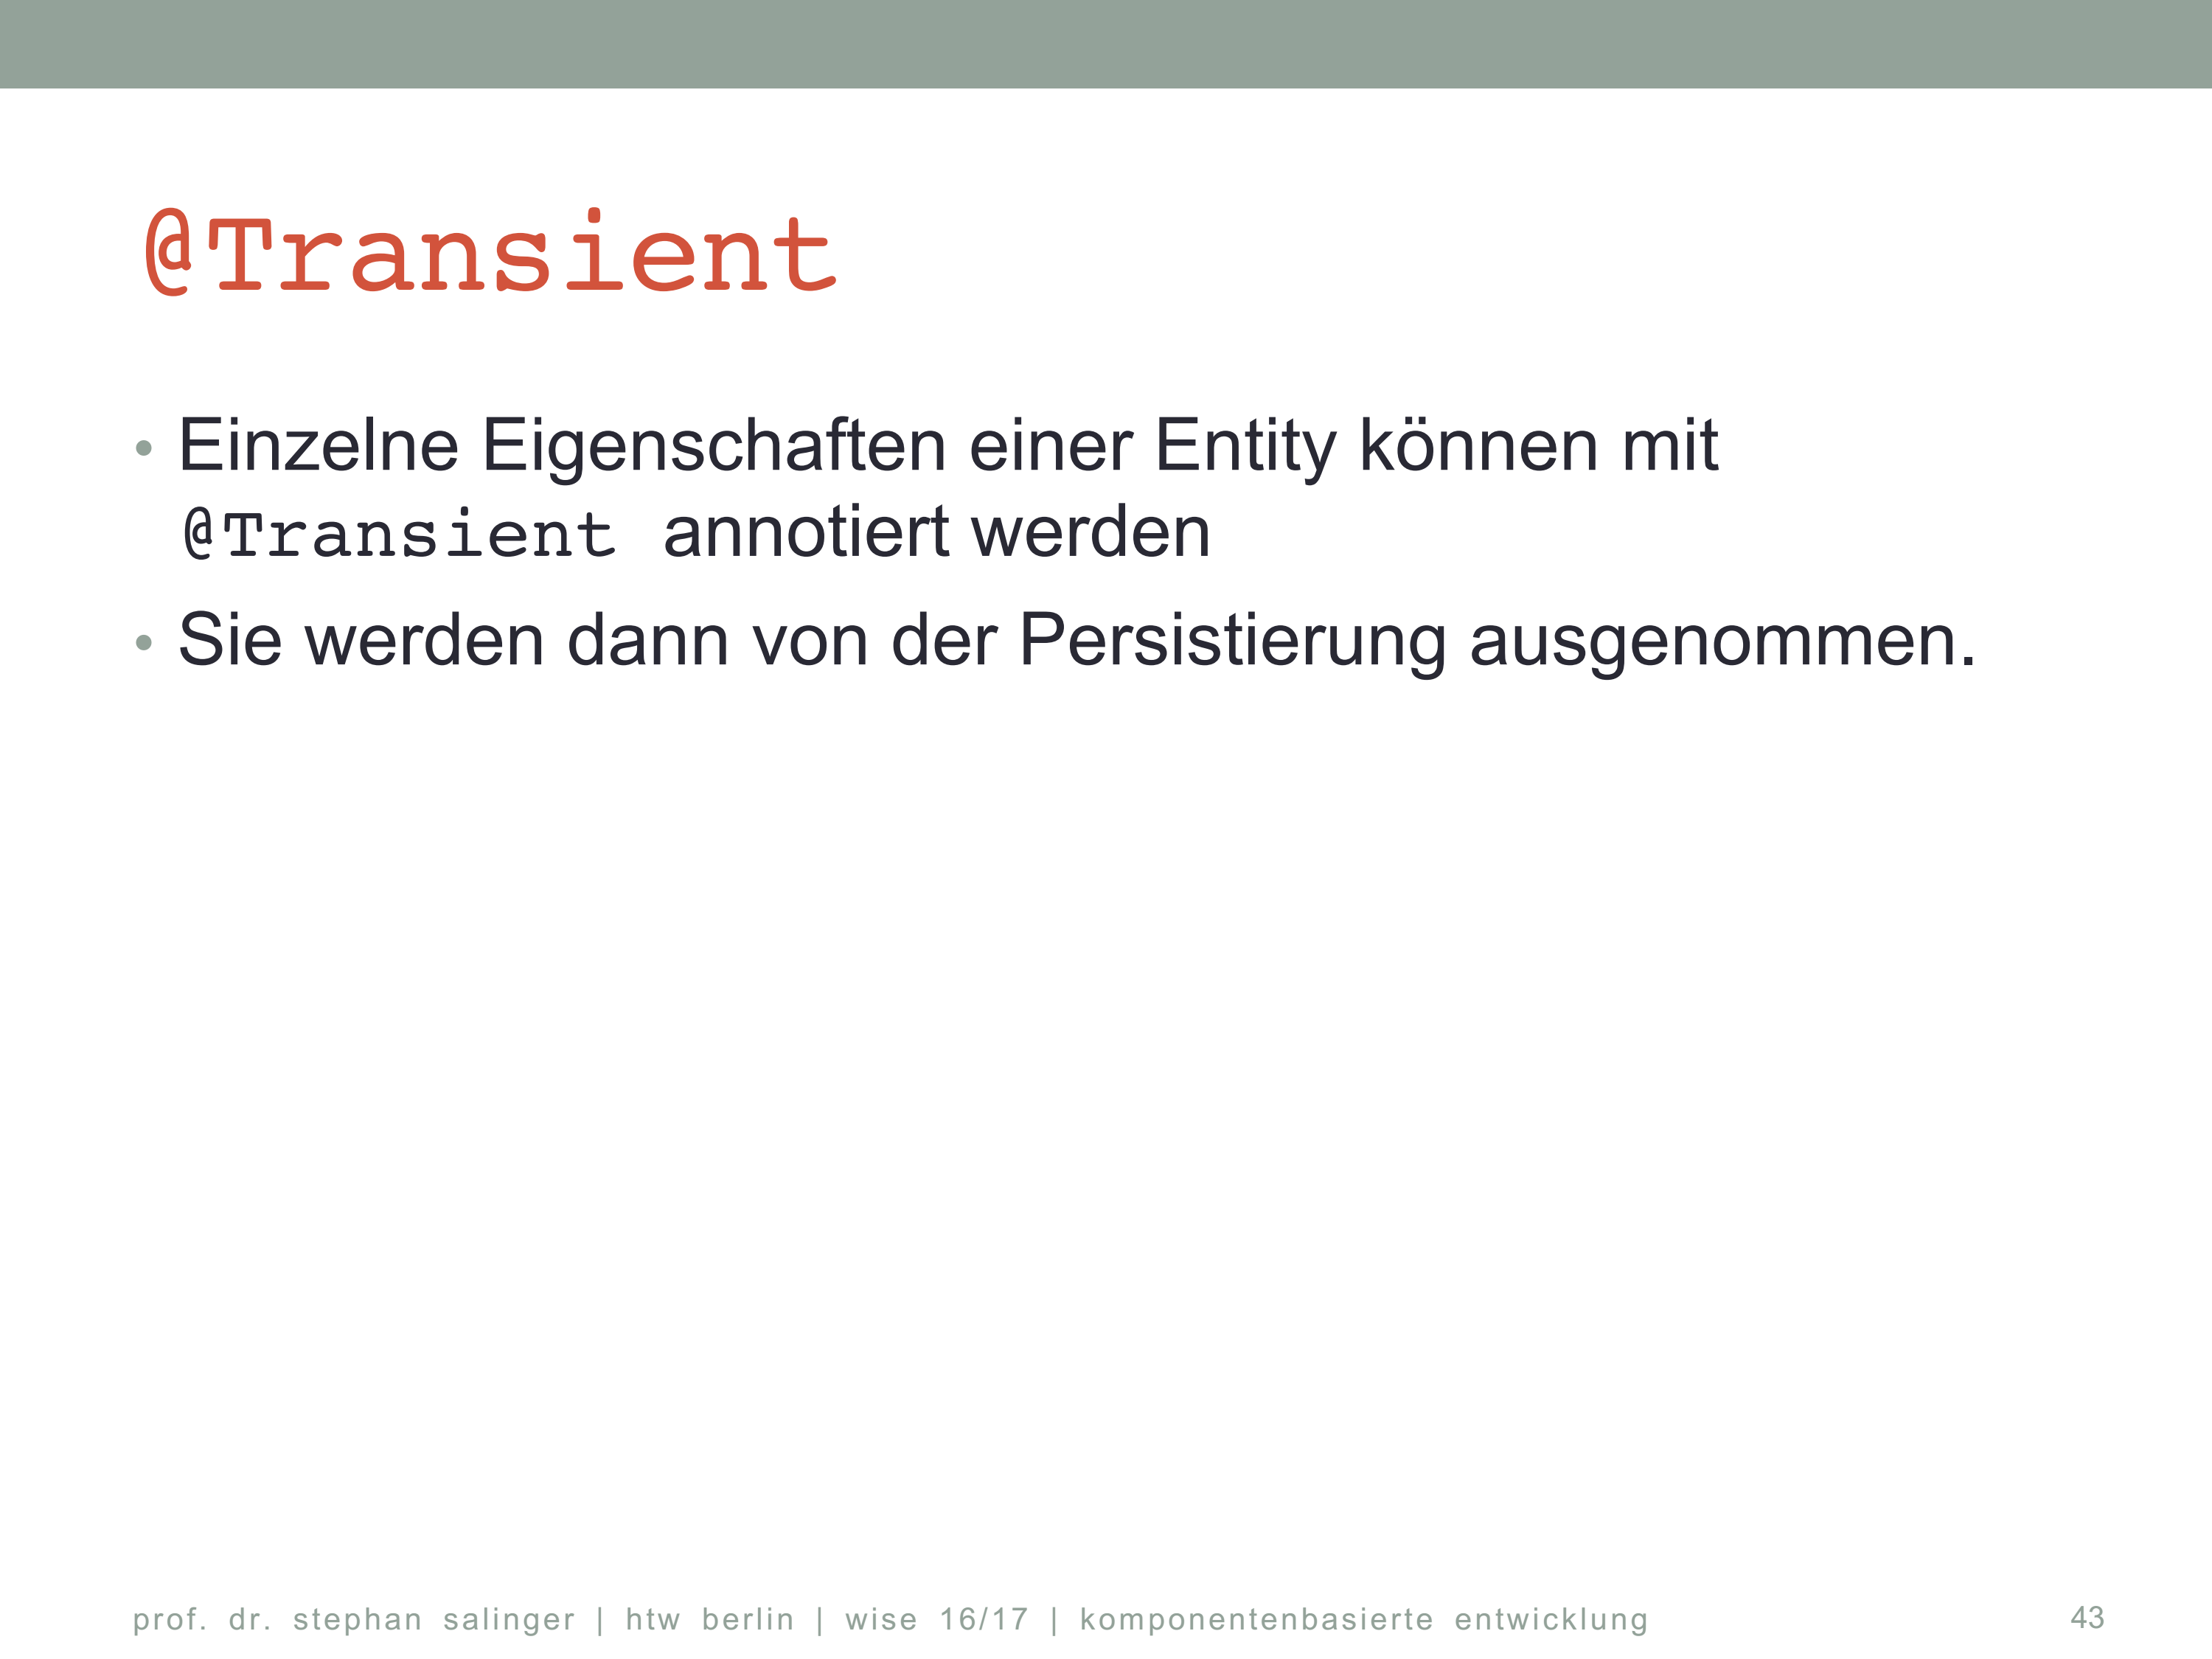 @Transient
• Einzelne Eigenschaften einer Entity können mit
@Transient annotiert werden
• Sie werden dann von der Persistierung ausgenommen.
prof. dr. stephan salinger | htw berlin | wise 16/17 | komponentenbasierte entwicklung 43